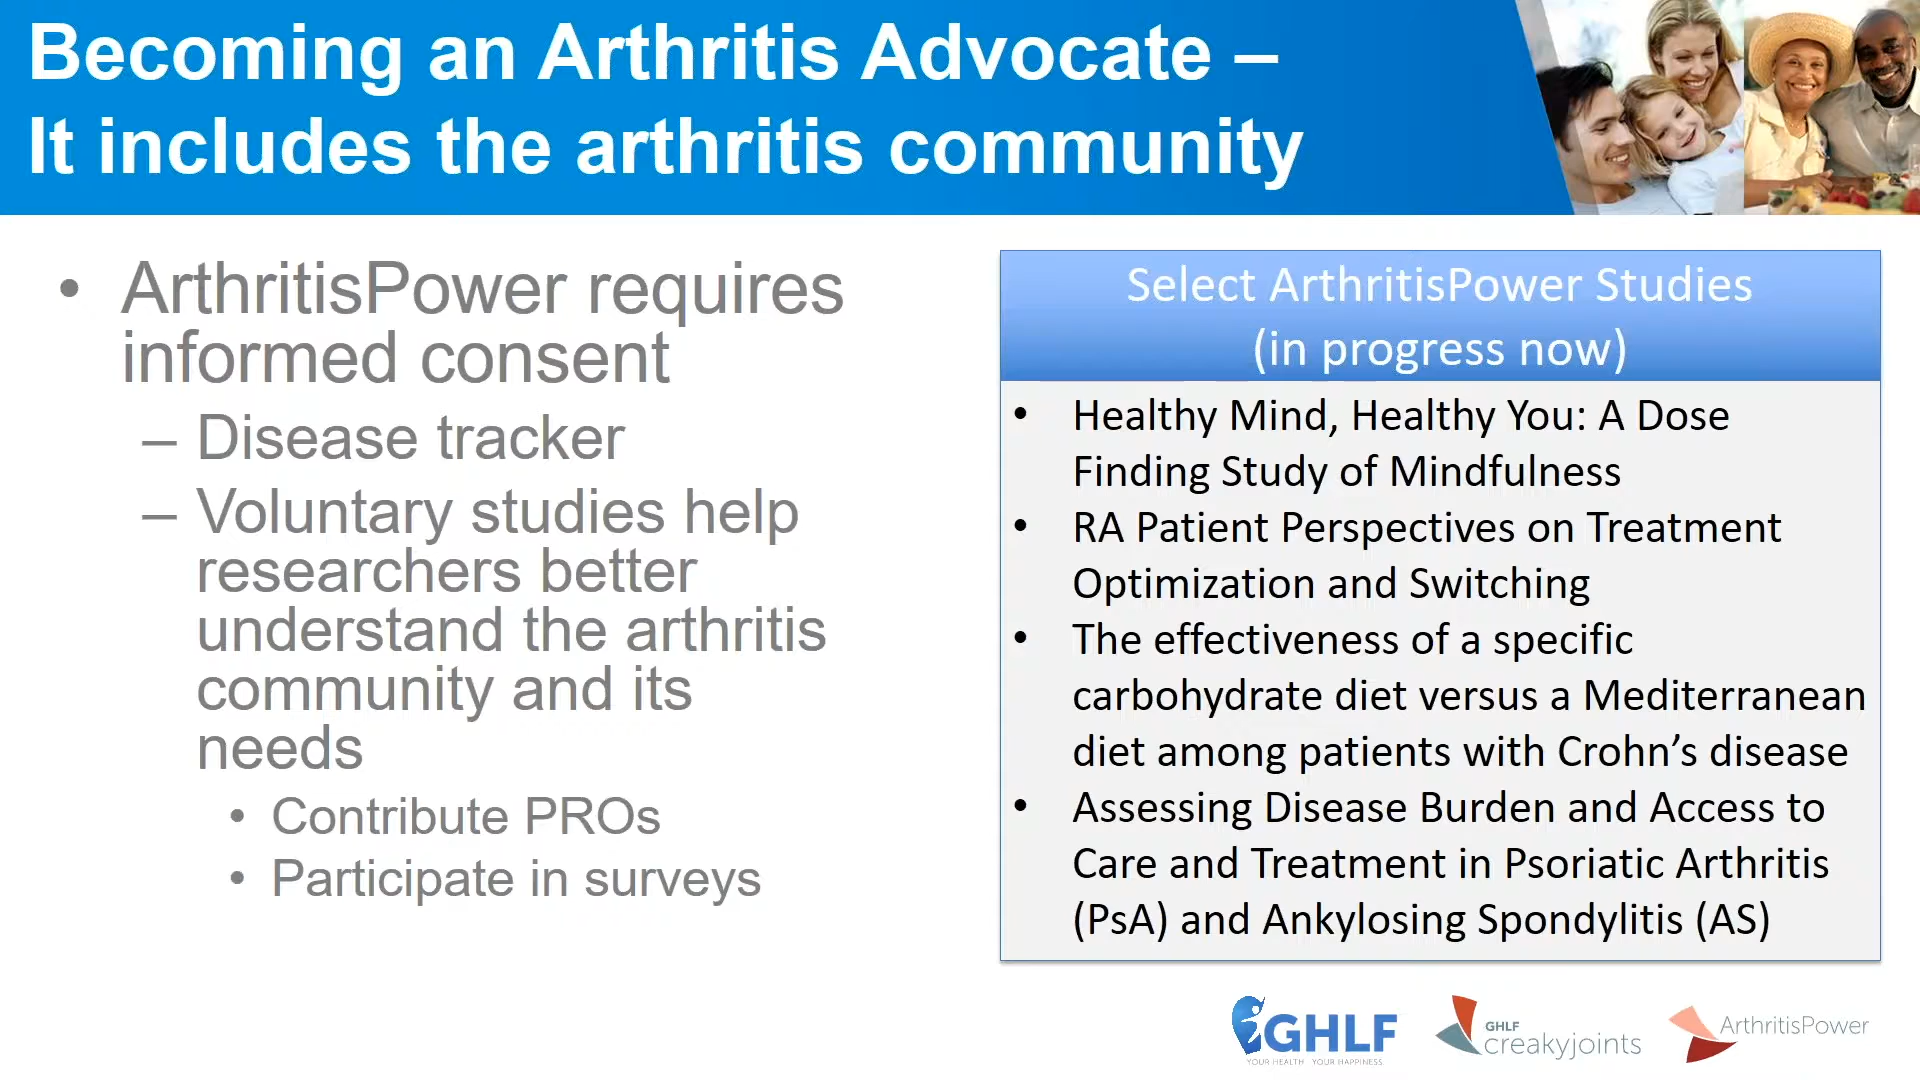 Becoming an Arthritis Advocate –
It includes the arthritis community
• ArthritisPower requires
informed consent
– Disease tracker
– Voluntary studies help
researchers better
understand the arthritis
community and its
needs
• Contribute PROs
• Participate in surveys
Select ArthritisPower Studies
(in progress now)
• Healthy Mind, Healthy You: A Dose
Finding Study of Mindfulness
• RA Patient Perspectives on Treatment
Optimization and Switching
• The effectiveness of a specific
carbohydrate diet versus a Mediterranean
diet among patients with Crohn’s disease
• Assessing Disease Burden and Access to
Care and Treatment in Psoriatic Arthritis
(PsA) and Ankylosing Spondylitis (AS)
GHLF
YOUR HEALTH YOUR HAPPINESS
GHLF
creakyjoints
ArthritisPower